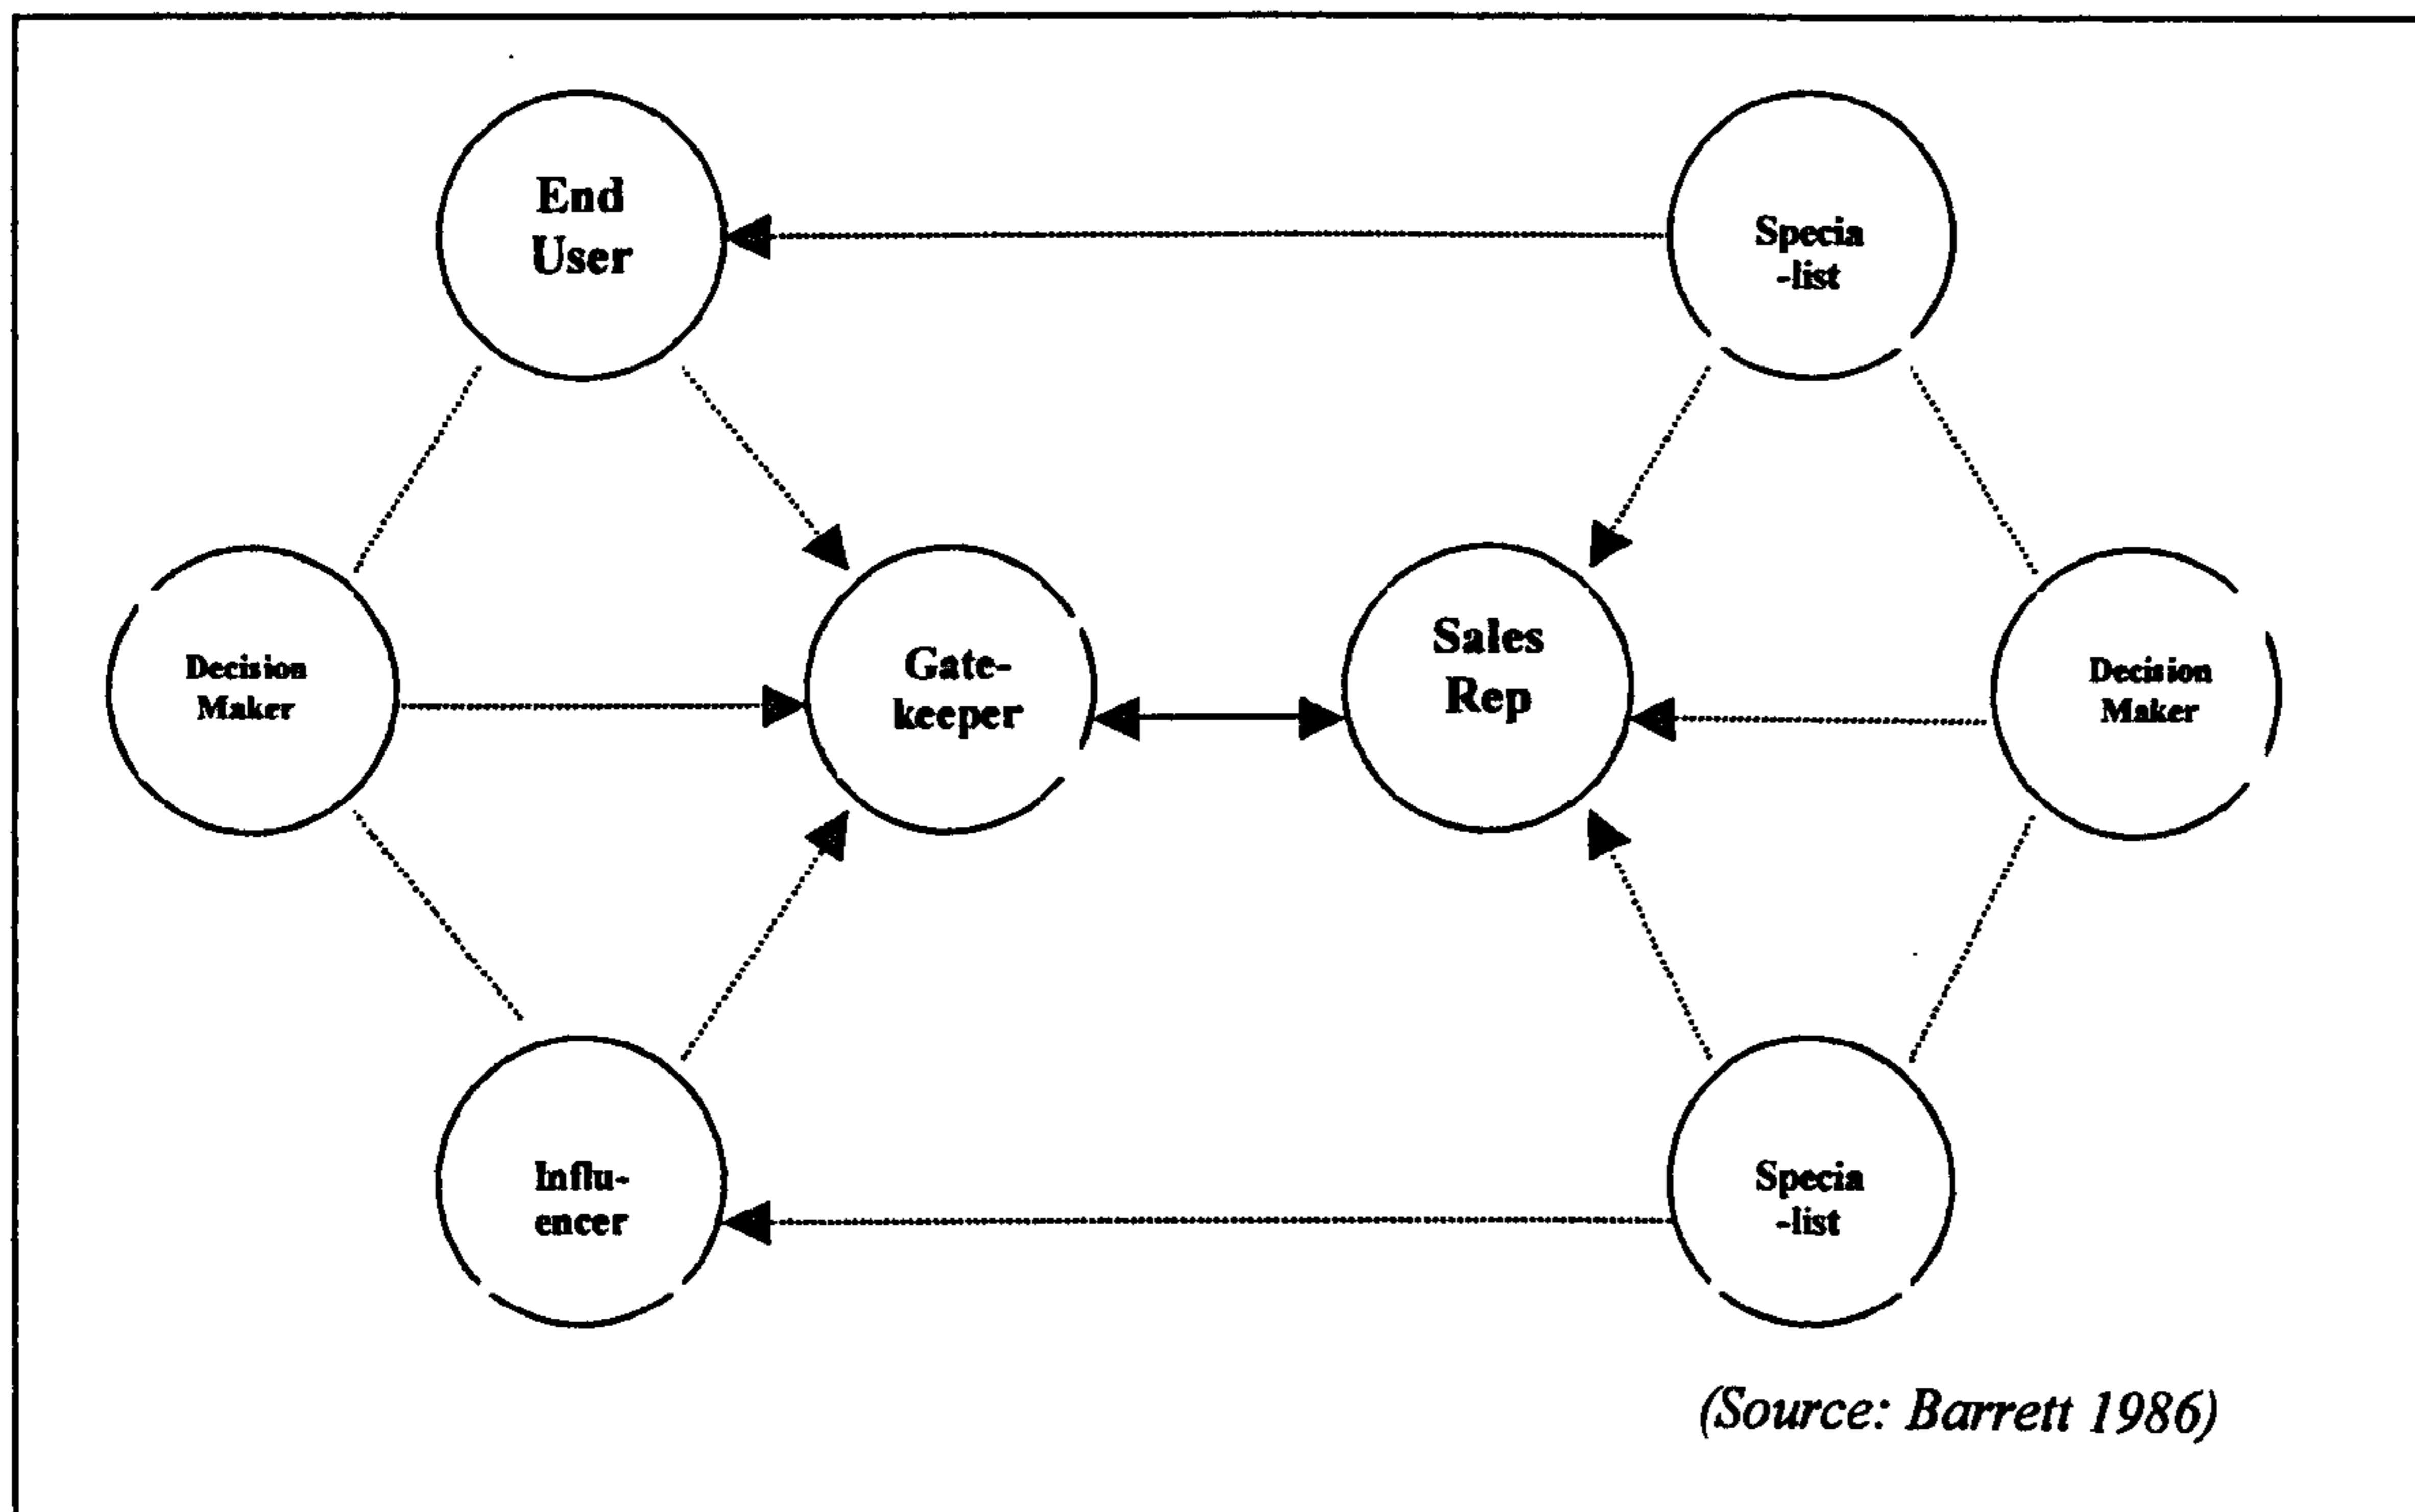 End
User
Specia
-list
Decision
Maker
Gate-
keeper
Sales
Rep
Decision
Maker
Influ-
encer
Specia
-list
(Source: Barrett 1986)